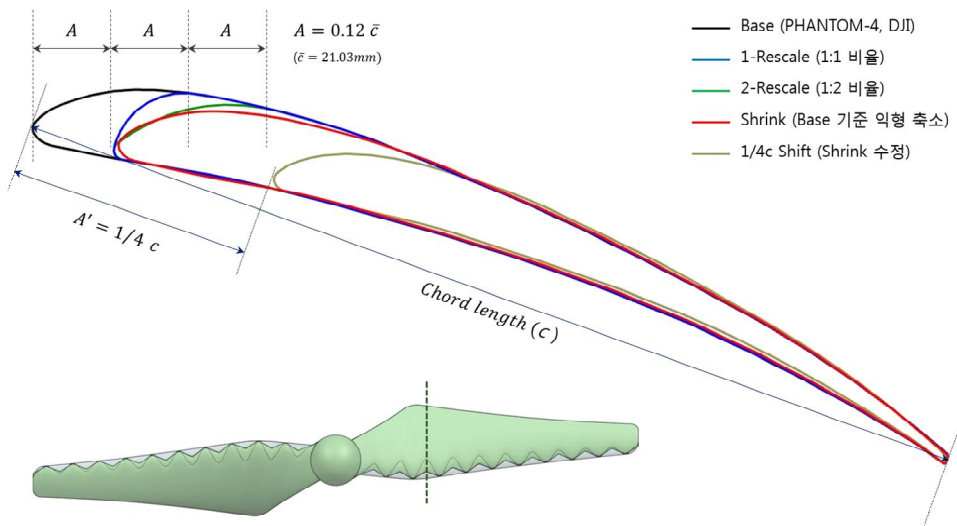 A A A
A = 0.12 c̄
(c̄ = 21.03mm)
Base (PHANTOM-4, DJI)
1-Rescale (1:1 비율)
2-Rescale (1:2 비율)
Shrink (Base 기준 익형 축소)
1/4c Shift (Shrink 수정)
A' = 1/4 c
Chord length (C)